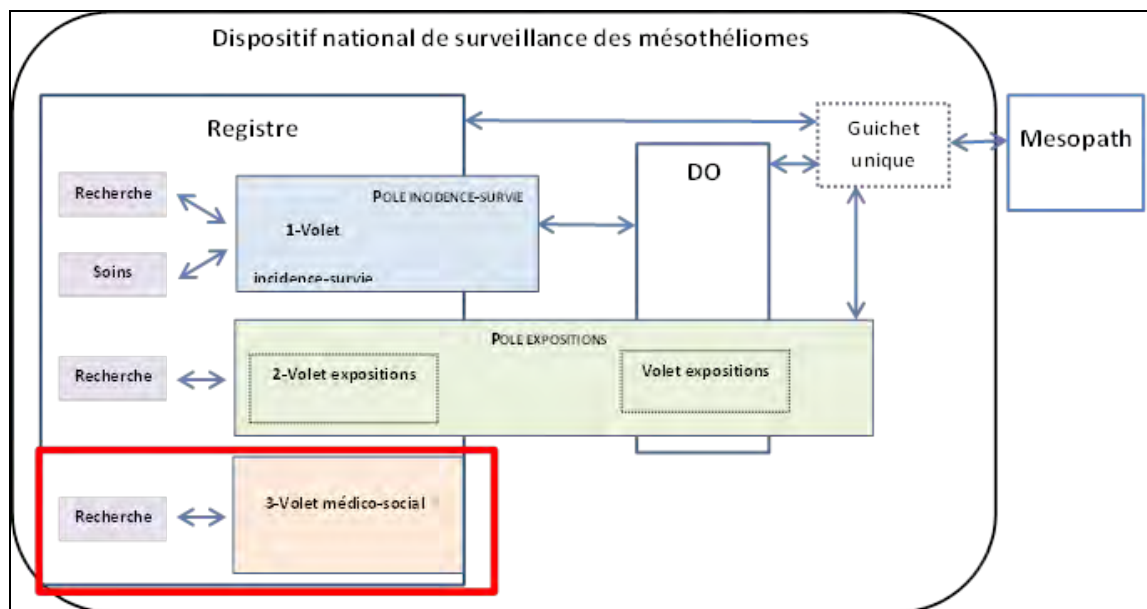 Dispositif national de surveillance des mésothéliomes
Registre
Guichet
unique
Mesopath
DO
Recherche
POLE INCIDENCE-SURVIE
1-Volet
Soins
incidence-survie
POLE EXPOSITIONS
Recherche
2-Volet expositions
Volet expositions
Recherche
3-Volet médico-social